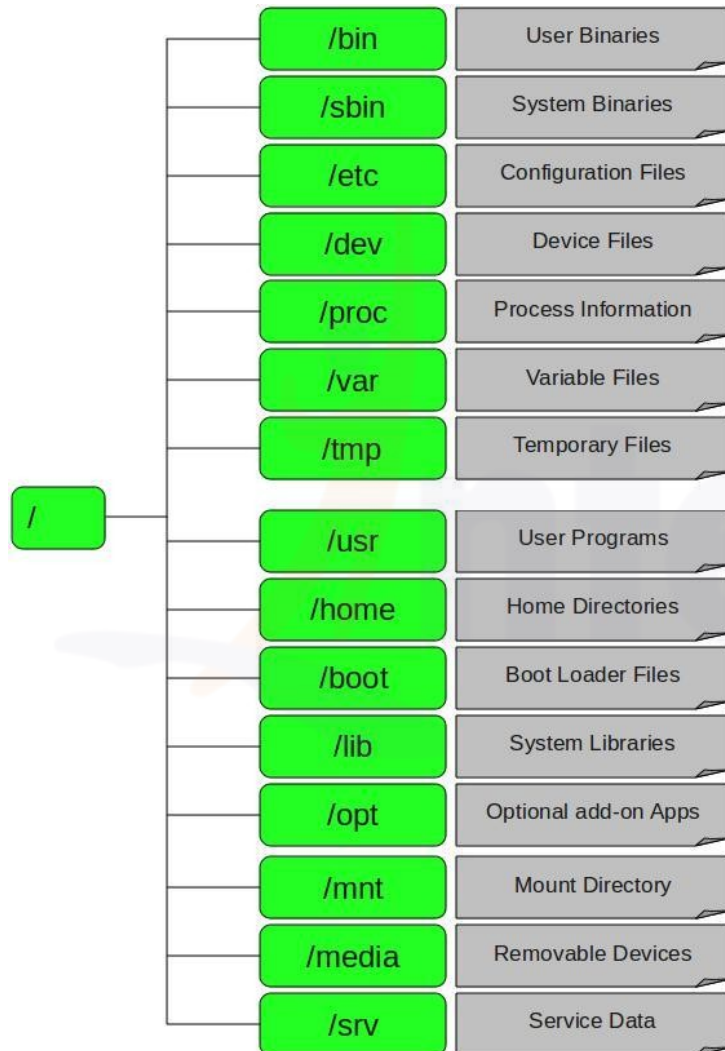 /bin User Binaries
/sbin System Binaries
/etc Configuration Files
/dev Device Files
/proc Process Information
/var Variable Files
/tmp Temporary Files
/
/usr User Programs
/home Home Directories
/boot Boot Loader Files
/lib System Libraries
/opt Optional add-on Apps
/mnt Mount Directory
/media Removable Devices
/srv Service Data